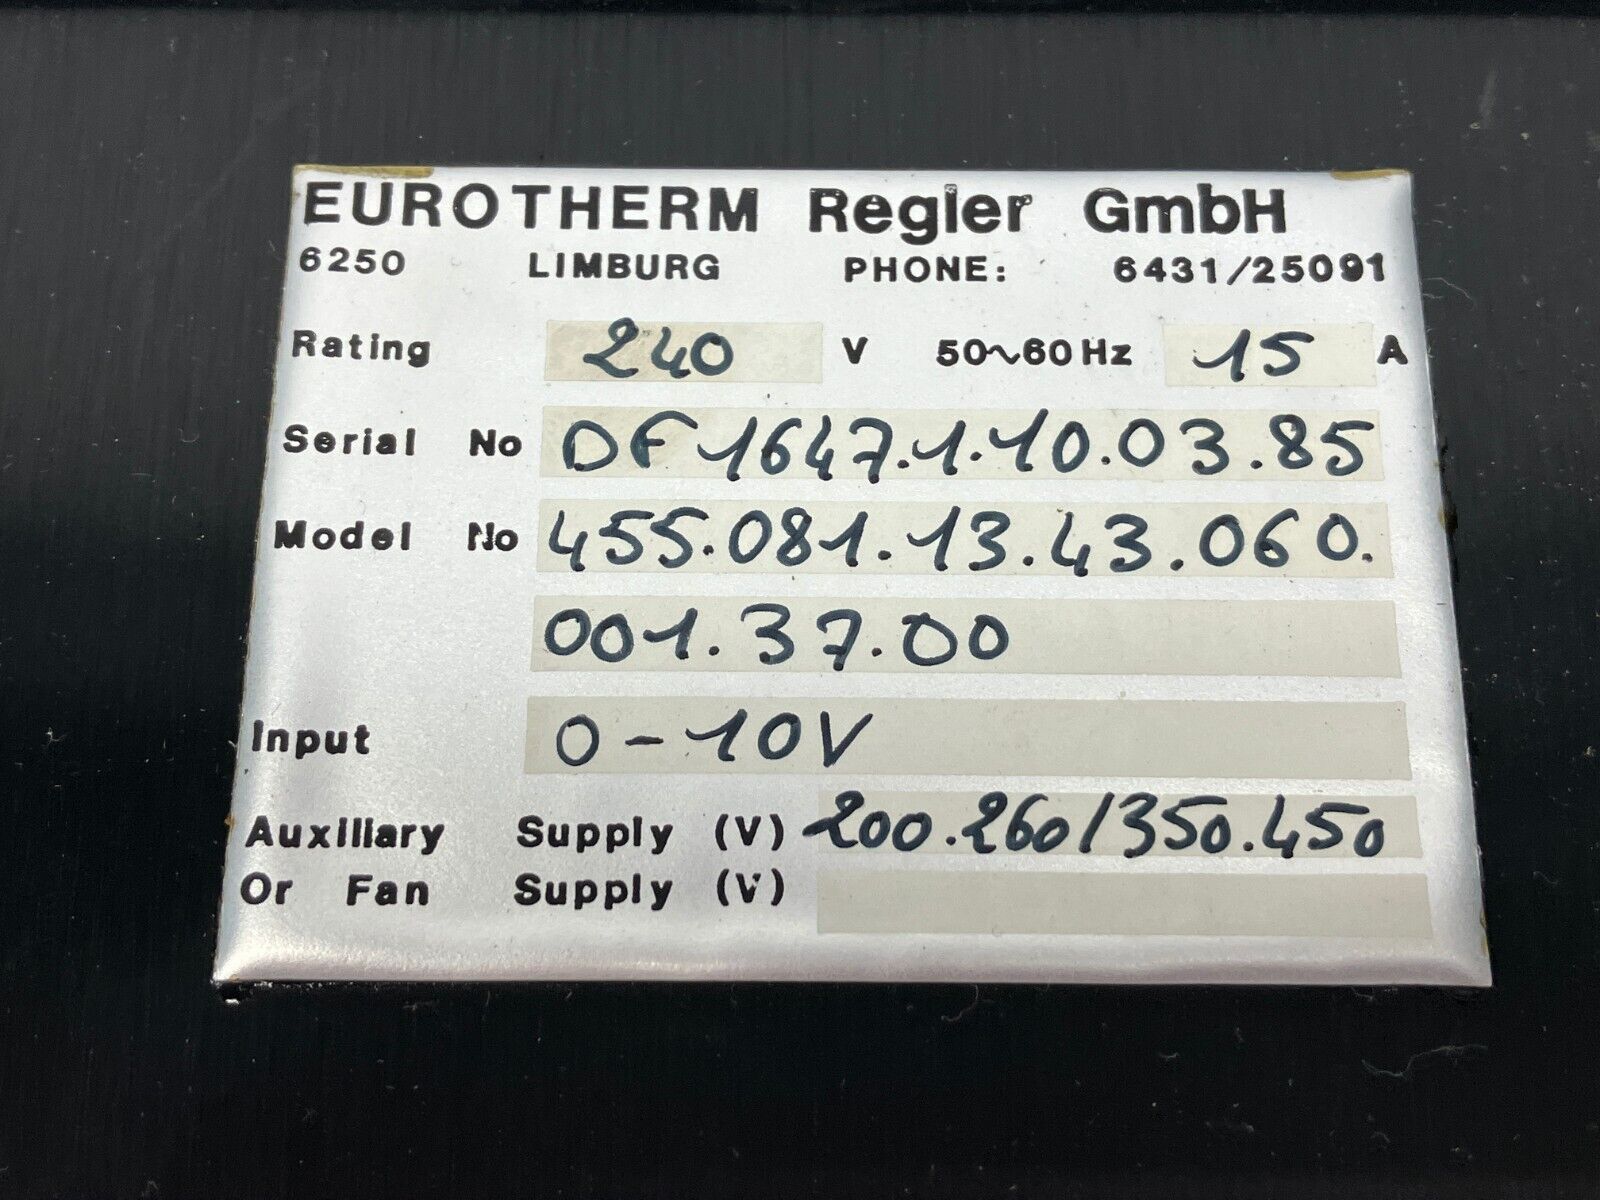 EUROTHERM Regler GmbH
6250 LIMBURG PHONE: 6431/25091
Rating 240 V 50~60Hz 15 A
Serial No DF1647.1.10.03.85
Model No 455.081.13.43.060.
001.37.00
Input 0-10V
Auxiliary Supply (V) 200.260/350.450
Or Fan Supply (V)